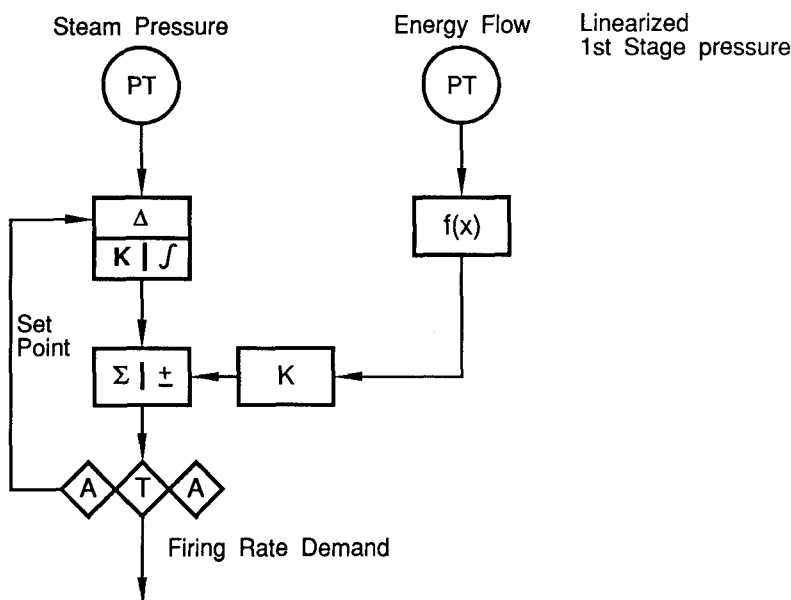 Steam Pressure
Energy Flow
Linearized
1st Stage pressure
PT
PT
Δ
K | ∫
f(x)
Set
Point
Σ | ±
K
A
T
A
Firing Rate Demand